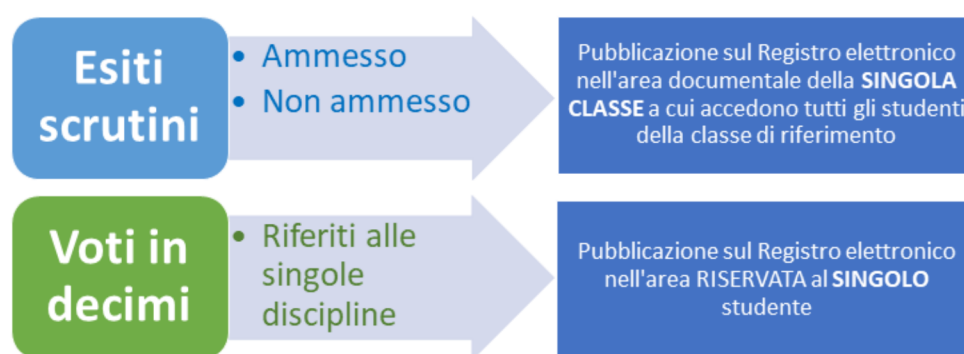 Esiti
scrutini
• Ammesso
• Non ammesso
Pubblicazione sul Registro elettronico
nell'area documentale della SINGOLA
CLASSE a cui accedono tutti gli studenti
della classe di riferimento
Voti in
decimi
• Riferiti alle
singole
discipline
Pubblicazione sul Registro elettronico
nell'area RISERVATA al SINGOLO
studente